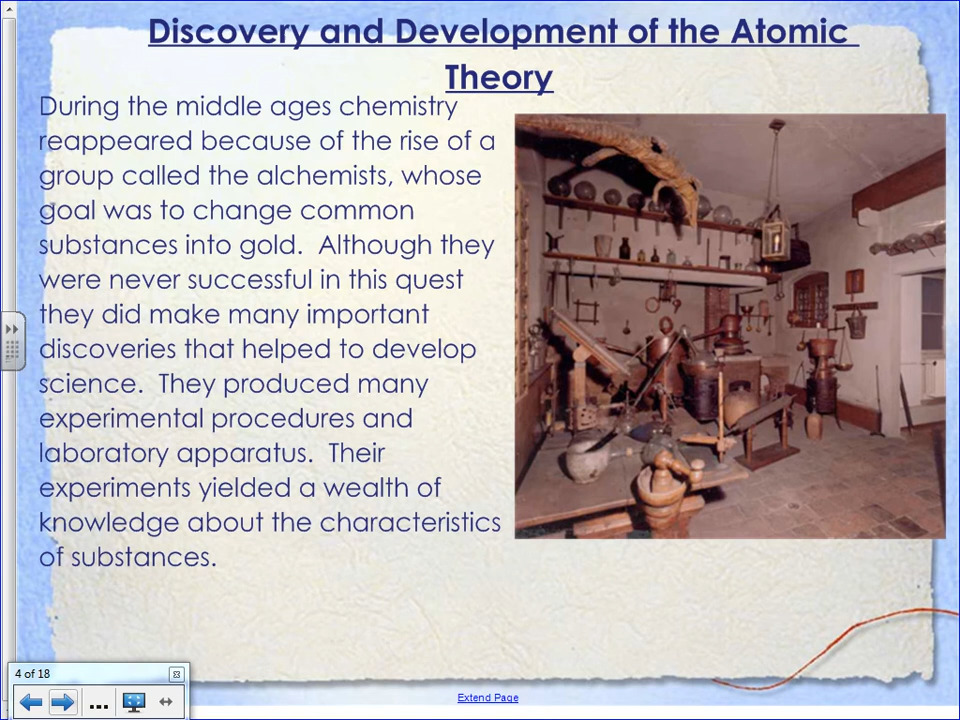 Discovery and Development of the Atomic
Theory
During the middle ages chemistry
reappeared because of the rise of a
group called the alchemists, whose
goal was to change common
substances into gold.  Although they
were never successful in this quest
they did make many important
discoveries that helped to develop
science.  They produced many
experimental procedures and
laboratory apparatus.  Their
experiments yielded a wealth of
knowledge about the characteristics
of substances.
4 of 18
...
Extend Page